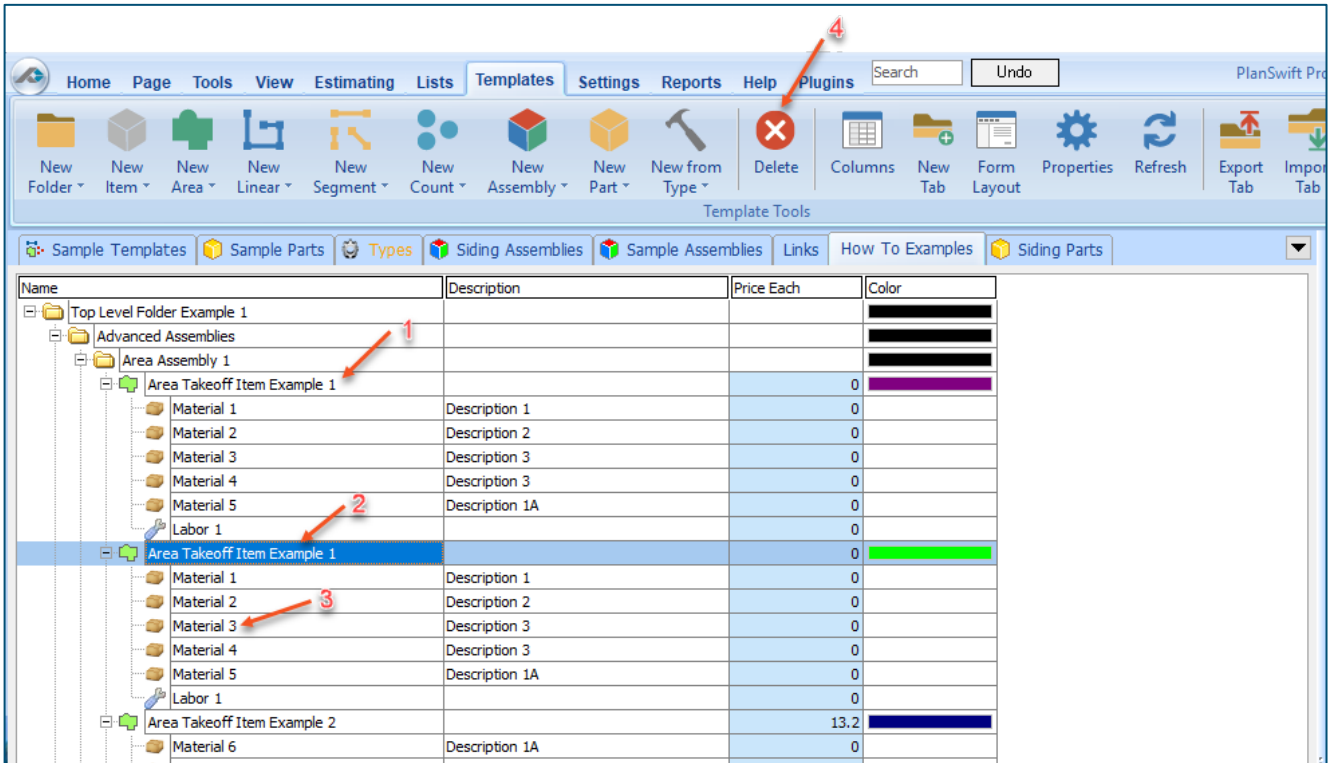 4
Home Page Tools View Estimating Lists Templates Settings Reports Help Plugins Search Undo PlanSwift Pro
New Folder New Item New Area New Linear New Segment New Count New Assembly New Part New from Type Delete Columns New Tab Form Layout Properties Refresh Export Tab Impor Tab
Template Tools
Sample Templates Sample Parts Types Siding Assemblies Sample Assemblies Links How To Examples Siding Parts
Name Description Price Each Color
Top Level Folder Example 1
Advanced Assemblies 1
Area Assembly 1
Area Takeoff Item Example 1 0
Material 1 Description 1 0
Material 2 Description 2 0
Material 3 Description 3 0
Material 4 Description 3 0
Material 5 Description 1A 0
2
Labor 1 0
Area Takeoff Item Example 1 0
Material 1 Description 1 0
Material 2 Description 2 0
3
Material 3 Description 3 0
Material 4 Description 3 0
Material 5 Description 1A 0
Labor 1 0
Area Takeoff Item Example 2 13.2
Material 6 Description 1A 0